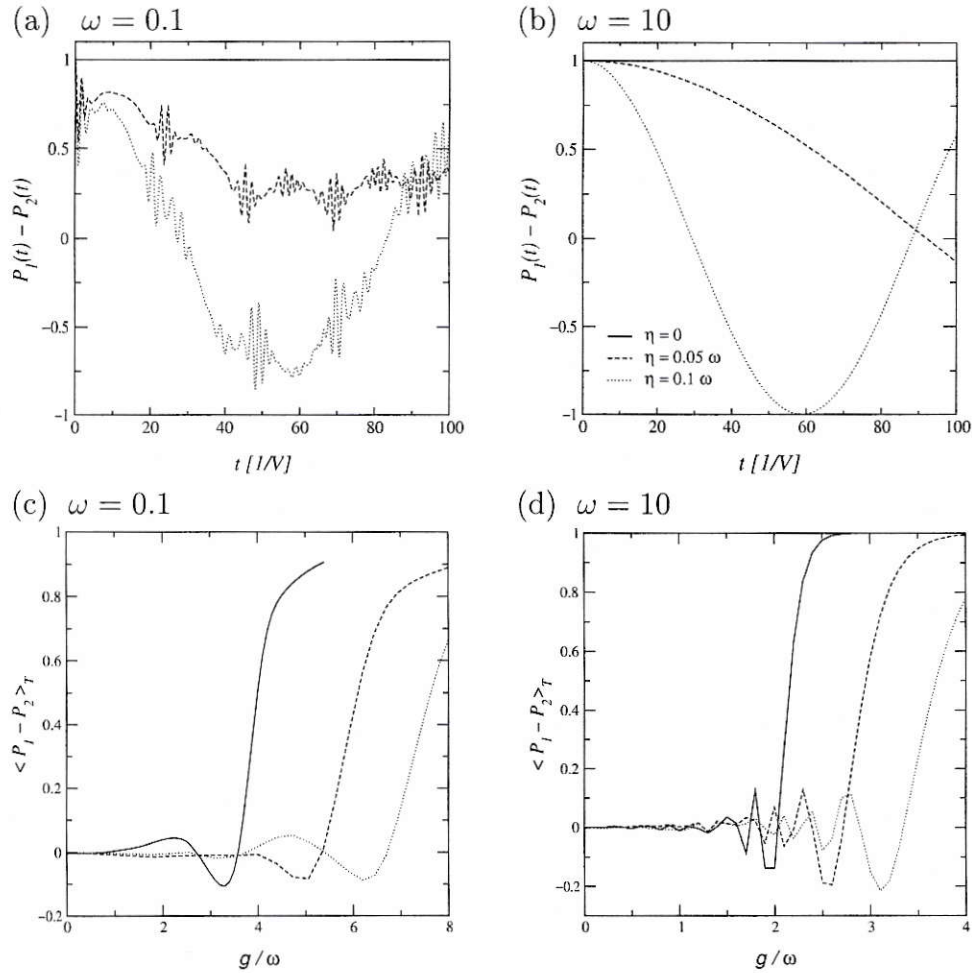 (a) ω = 0.1
1
0.5
0
-0.5
-1
0 20 40 60 80 100
P1(t) − P2(t)
t [1/V]
(b) ω = 10
1
0.5
0
-0.5
-1
0 20 40 60 80 100
P1(t) − P2(t)
t [1/V]
η = 0
η = 0.05 ω
η = 0.1 ω
(c) ω = 0.1
1
0.8
0.6
0.4
0.2
0
-0.2
0 2 4 6 8
< P1 − P2 >T
g/ω
(d) ω = 10
1
0.8
0.6
0.4
0.2
0
-0.2
0 1 2 3 4
< P1 − P2 >T
g/ω